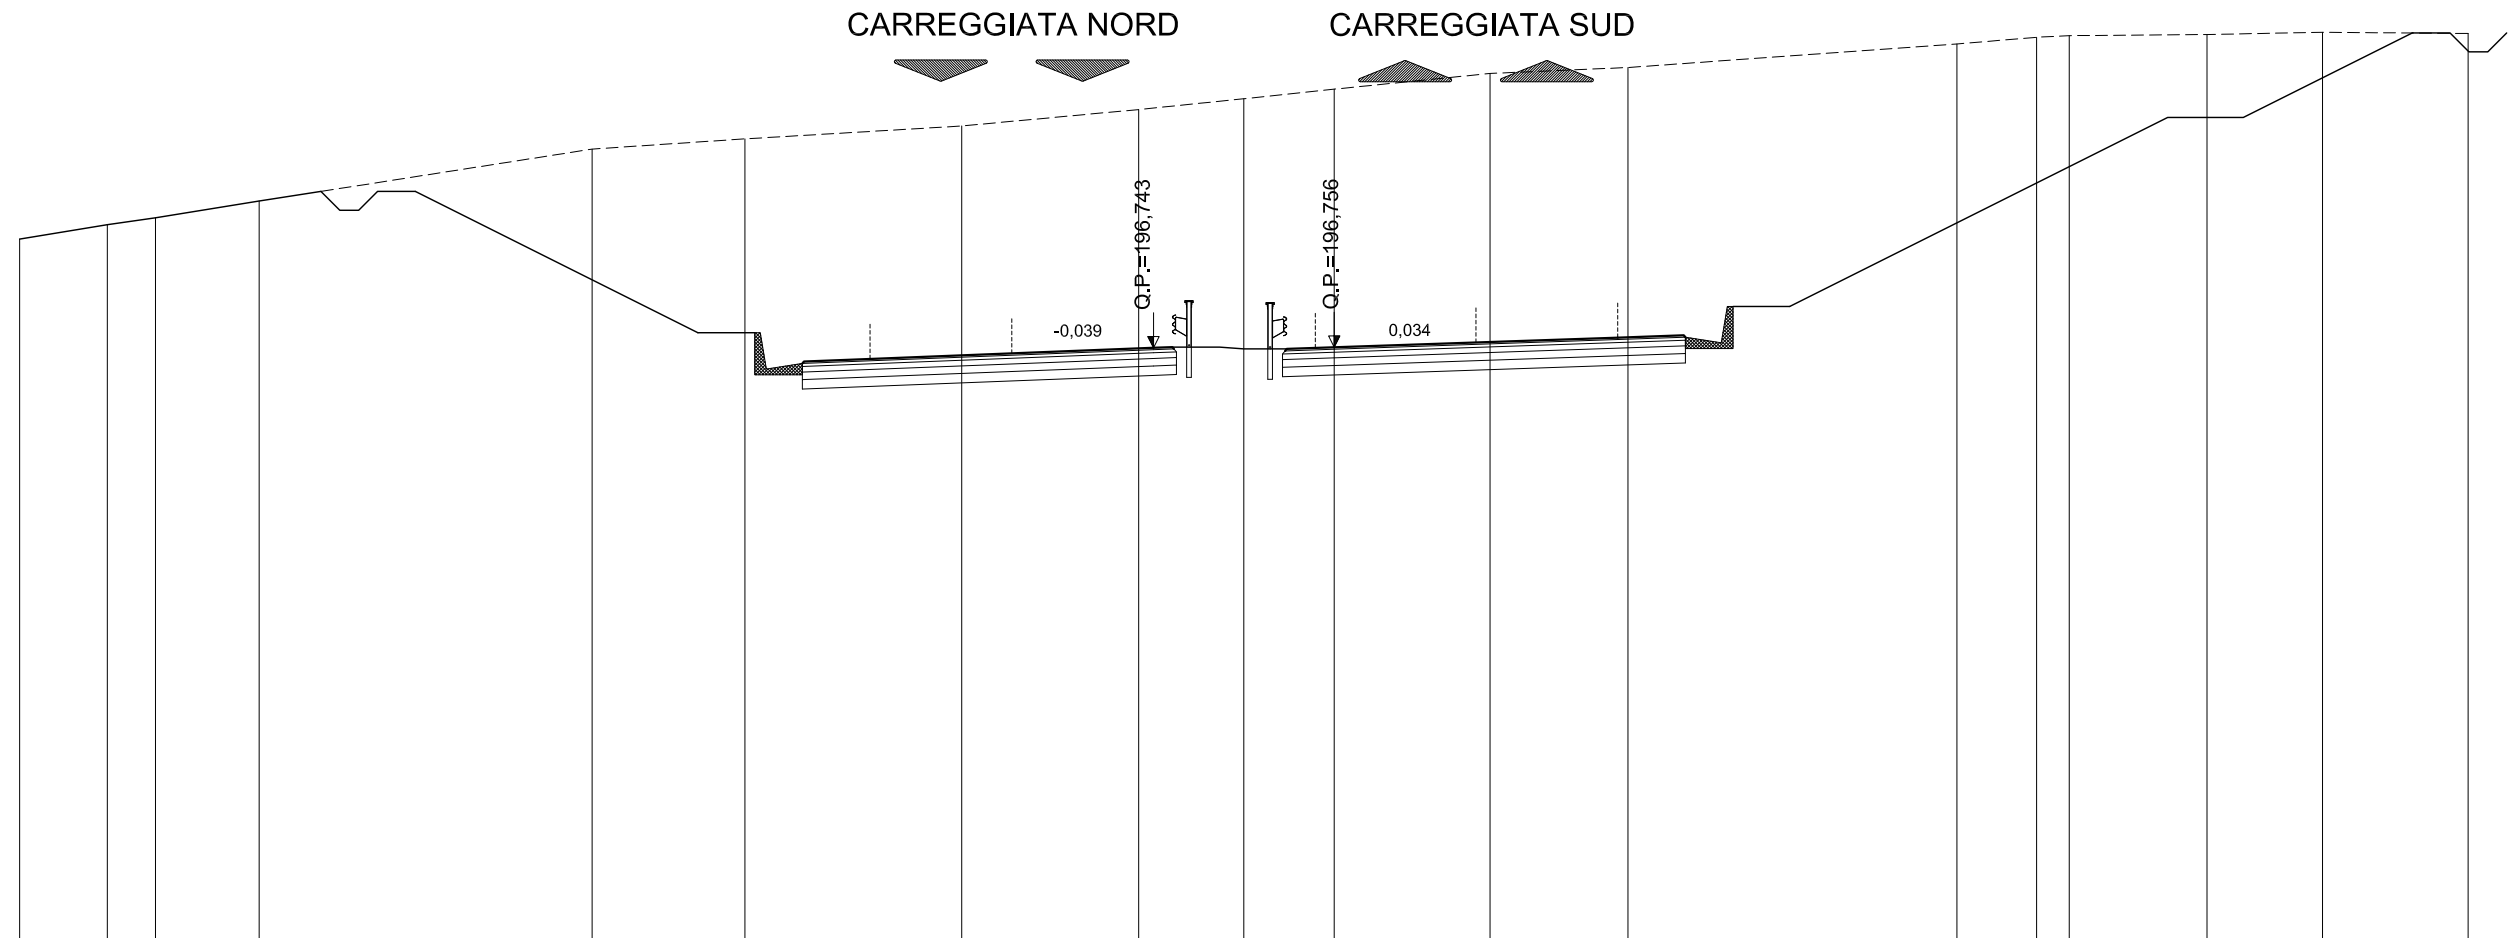 CARREGGIATA NORD
CARREGGIATA SUD
Q.P.=196,743
Q.P.=196,756
-0,039
0,034